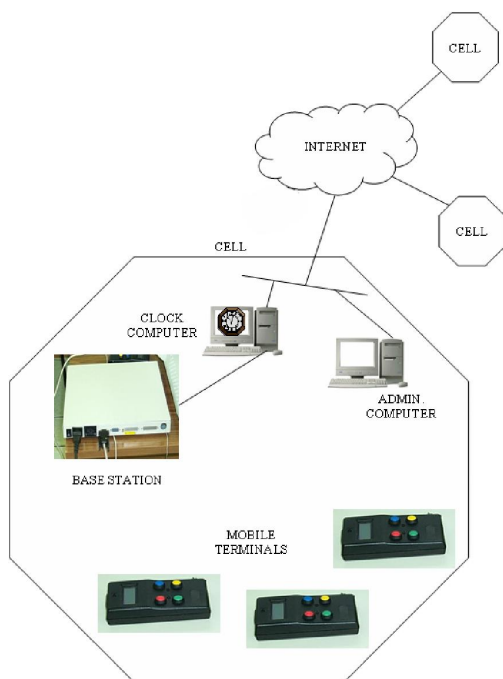 CELL
INTERNET
CELL
CELL
CLOCK
COMPUTER
ADMIN.
COMPUTER
BASE STATION
MOBILE
TERMINALS